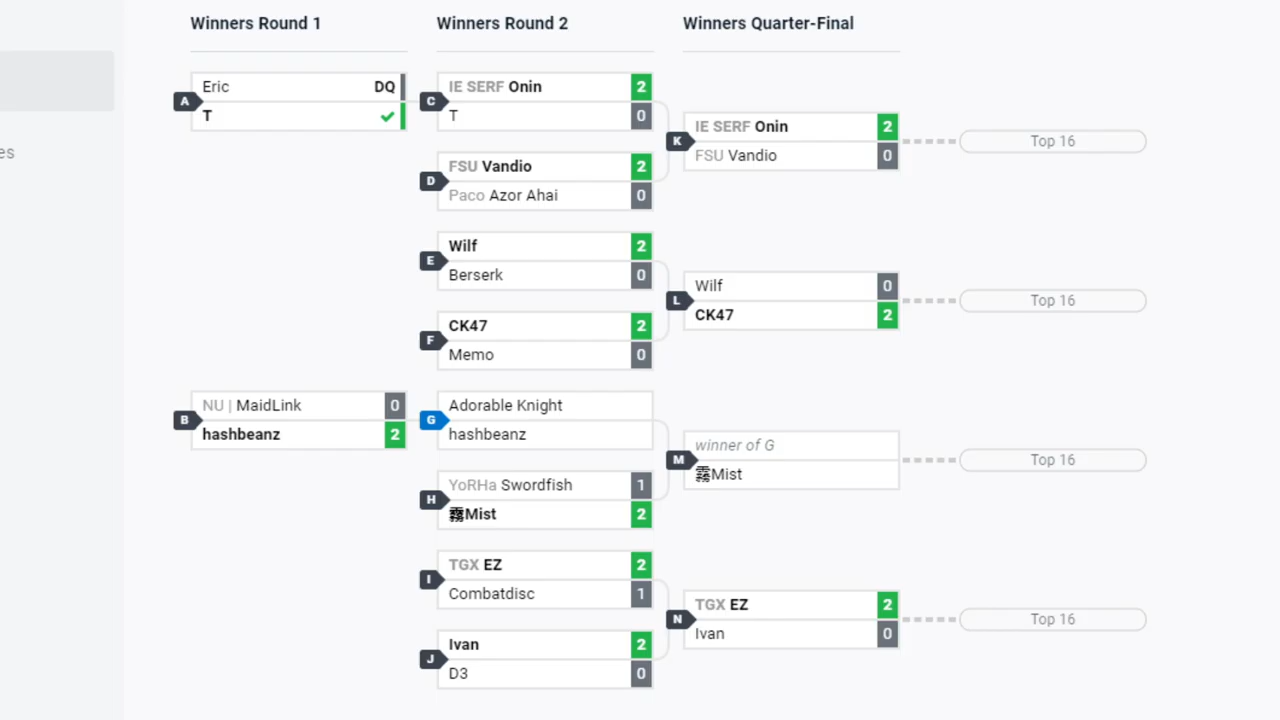 Winners Round 1
Winners Round 2
Winners Quarter-Final
es
A
Eric DQ
T
B
NU | MaidLink 0
hashbeanz 2
C
IE SERF Onin 2
T 0
D
FSU Vandio 2
Paco Azor Ahai 0
E
Wilf 2
Berserk 0
F
CK47 2
Memo 0
G
Adorable Knight
hashbeanz
H
YoRHa Swordfish 1
霧Mist 2
I
TGX EZ 2
Combatdisc 1
J
Ivan 2
D3 0
K
IE SERF Onin 2
FSU Vandio 0
Top 16
L
Wilf 0
CK47 2
Top 16
M
winner of G
霧Mist
Top 16
N
TGX EZ 2
Ivan 0
Top 16